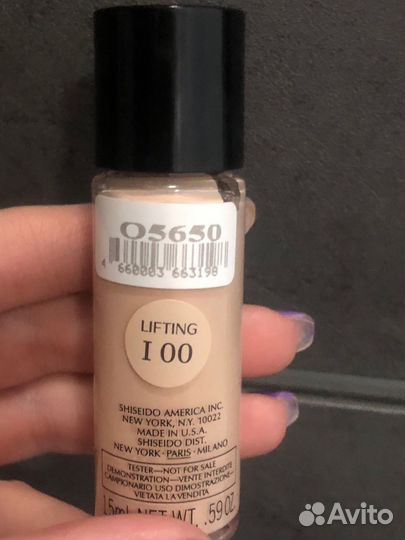 O5650
4 660003 663198
LIFTING
I 00
SHISEIDO AMERICA INC.
NEW YORK, N.Y. 10022
MADE IN U.S.A.
SHISEIDO DIST.
NEW YORK · PARIS · MILANO
TESTER—NOT FOR SALE
DEMONSTRATION—VENTE INTERDITE
CAMPIONARIO USO DIMOSTRAZIONE—
VIETATA LA VENDITA
15mL NET WT. .59 OZ
Avito